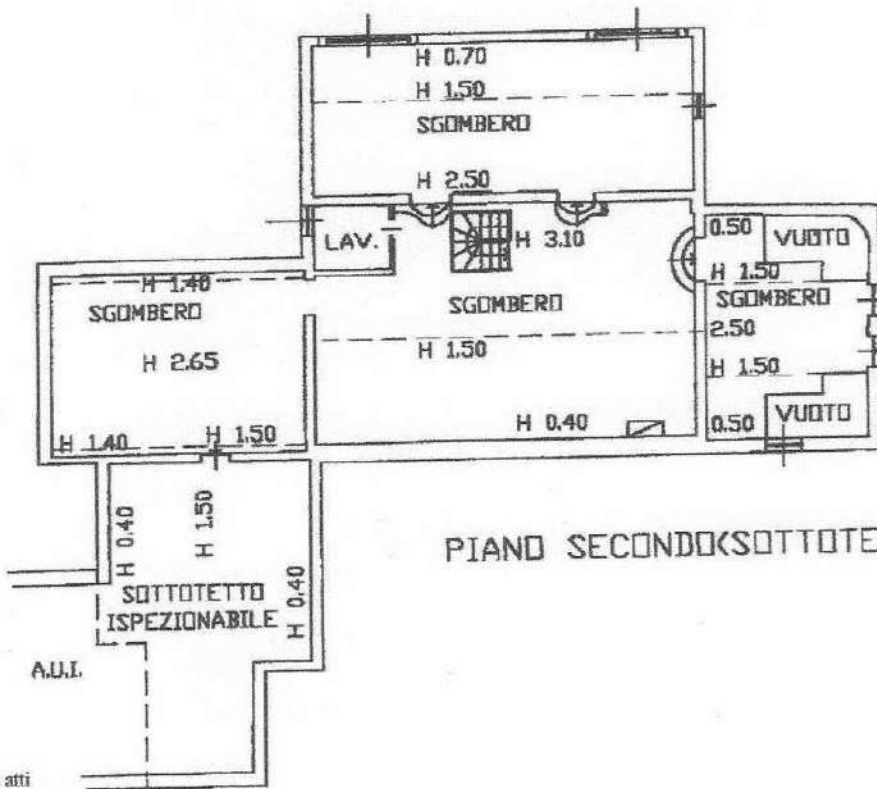 H 0.70
H 1.50
SGOMBERO
H 2.50
LAV.
H 3.10
0.50
VUOTO
H 1.50
SGOMBERO
2.50
H 1.50
0.50
VUOTO
H 1.40
SGOMBERO
H 2.65
H 1.40
H 1.50
SGOMBERO
H 1.50
H 0.40
PIANO SECONDO(SOTTOTE
H 0.40
H 1.50
H 0.40
SOTTOTETTO
ISPEZIONABILE
A.U.I.
atti